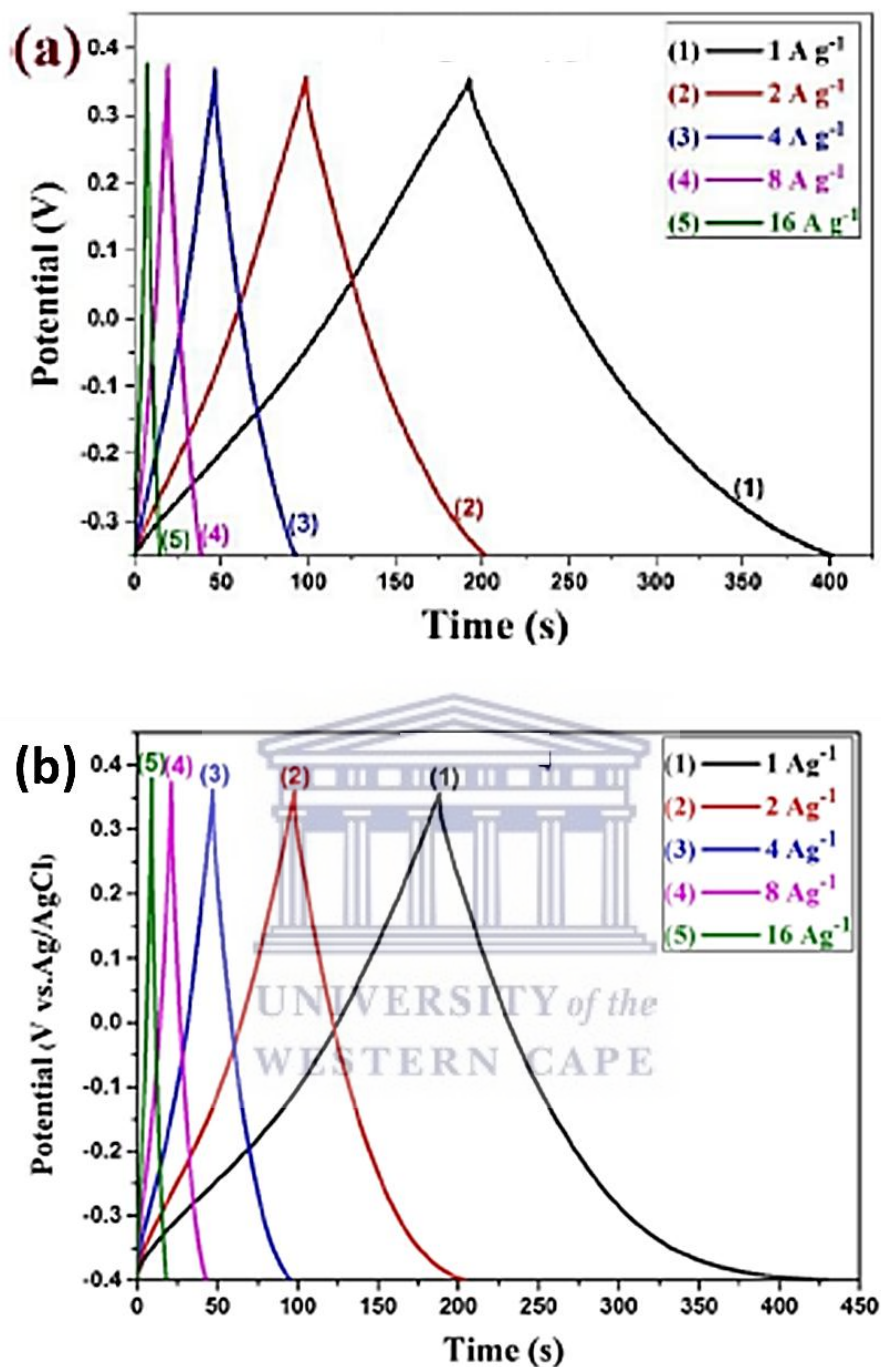 (a)
(1) 1 A g-1
(2) 2 A g-1
(3) 4 A g-1
(4) 8 A g-1
(5) 16 A g-1
0.4
0.3
0.2
0.1
0.0
-0.1
-0.2
-0.3
Potential (V)
(5) (4) (3) (2) (1)
0 50 100 150 200 250 300 350 400
Time (s)
(b)
(5) (4) (3) (2) (1)
(1) 1 Ag-1
(2) 2 Ag-1
(3) 4 Ag-1
(4) 8 Ag-1
(5) 16 Ag-1
0.4
0.3
0.2
0.1
0.0
-0.1
-0.2
-0.3
-0.4
Potential (V vs.Ag/AgCl)
UNIVERSITY of the
WESTERN CAPE
0 50 100 150 200 250 300 350 400 450
Time (s)